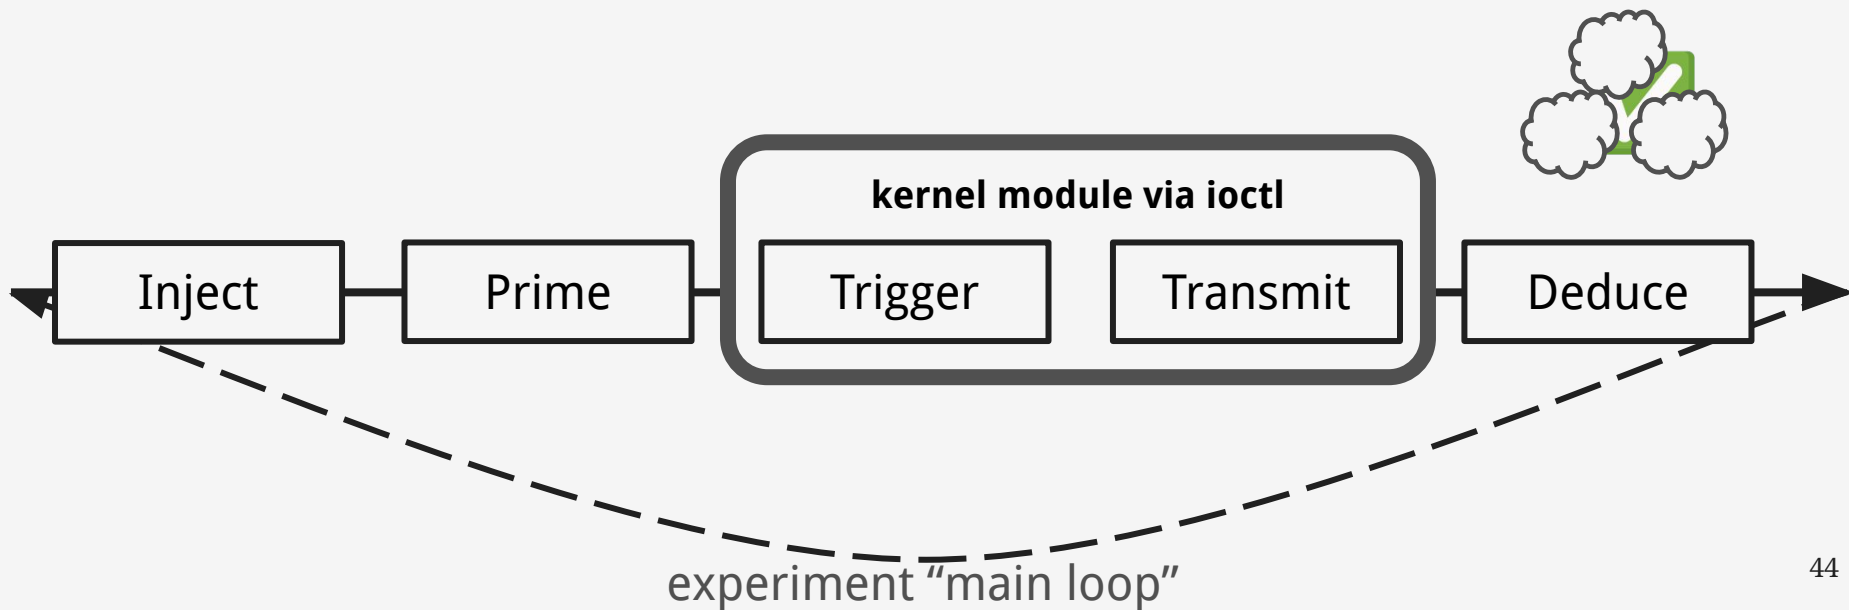 kernel module via ioctl
Inject
Prime
Trigger
Transmit
Deduce
experiment “main loop”
44